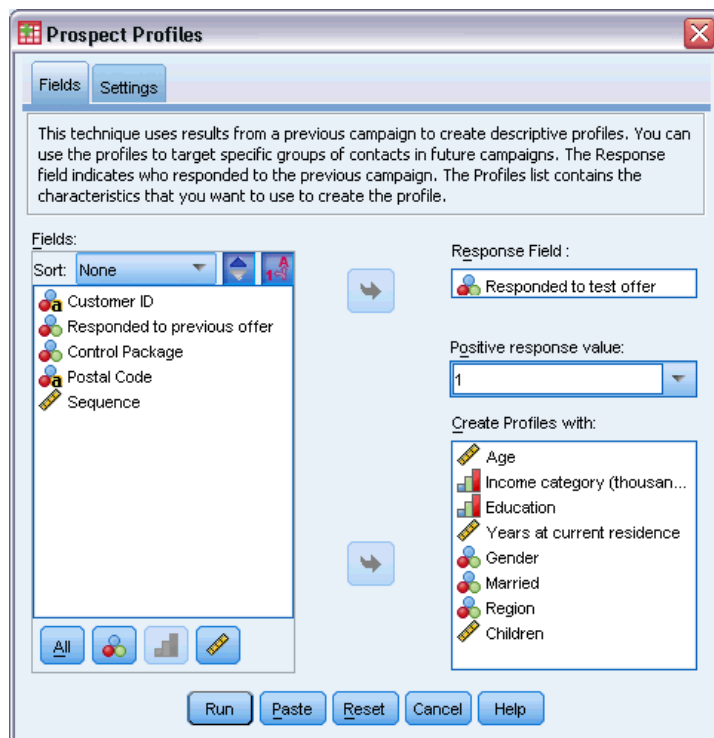 Prospect Profiles
Fields Settings
This technique uses results from a previous campaign to create descriptive profiles. You can
use the profiles to target specific groups of contacts in future campaigns. The Response
field indicates who responded to the previous campaign. The Profiles list contains the
characteristics that you want to use to create the profile.
Fields:
Sort: None
Customer ID
Responded to previous offer
Control Package
Postal Code
Sequence
All
Response Field :
Responded to test offer
Positive response value:
1
Create Profiles with:
Age
Income category (thousan...
Education
Years at current residence
Gender
Married
Region
Children
Run Paste Reset Cancel Help